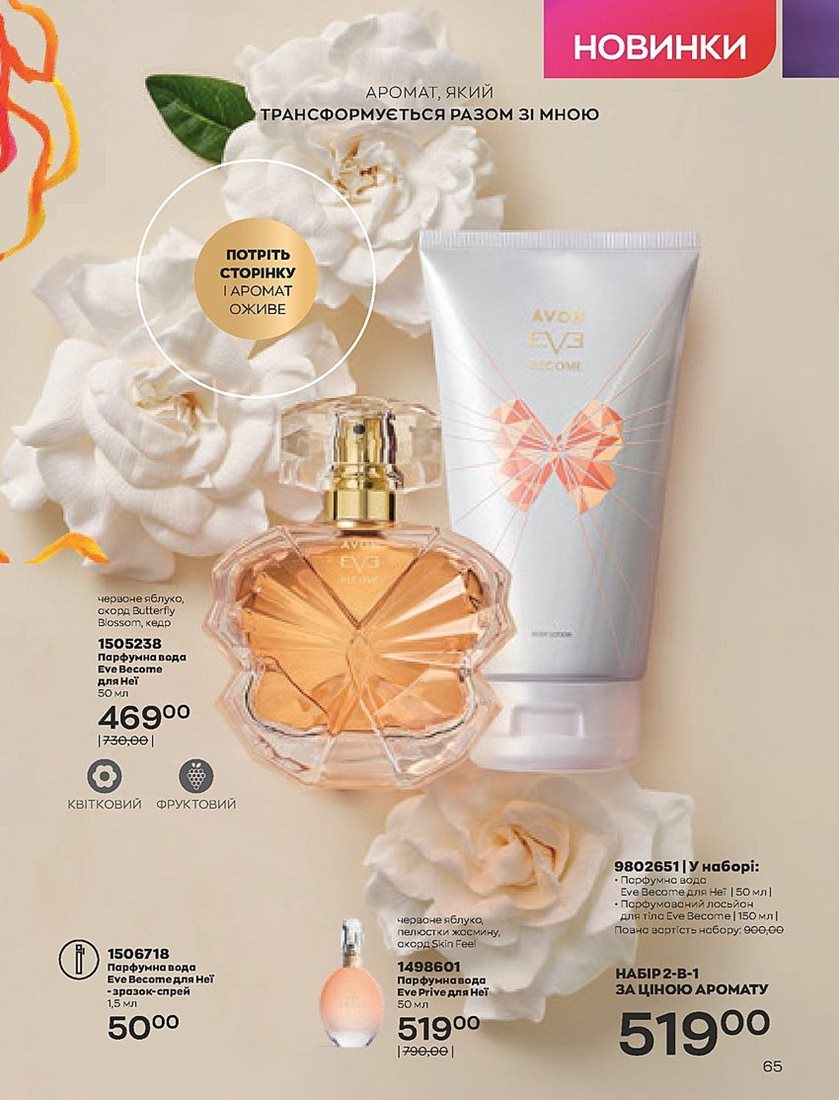 НОВИНКИ
АРОМАТ, ЯКИЙ
ТРАНСФОРМУЄТЬСЯ РАЗОМ ЗІ МНОЮ
ПОТРІТЬ
СТОРІНКУ
І АРОМАТ
ОЖИВЕ
AVON
EVE
BECOME
AVON
EVE
BECOME
BODY LOTION
червоне яблуко,
акорд Butterfly
Blossom, кедр
1505238
Парфумна вода
Eve Become
для Неї
50 мл
469⁰⁰
|730,00|
КВІТКОВИЙ ФРУКТОВИЙ
9802651 | У наборі:
• Парфумна вода
Eve Become для Неї | 50 мл |
• Парфумований лосьйон
для тіла Eve Become | 150 мл |
Повна вартість набору: 900,00
НАБІР 2-В-1
ЗА ЦІНОЮ АРОМАТУ
519⁰⁰
1506718
Парфумна вода
Eve Become для Неї
- зразок-спрей
1,5 мл
50⁰⁰
червоне яблуко,
пелюстки жасмину,
акорд Skin Feel
1498601
Парфумна вода
Eve Prive для Неї
50 мл
519⁰⁰
|790,00|
65